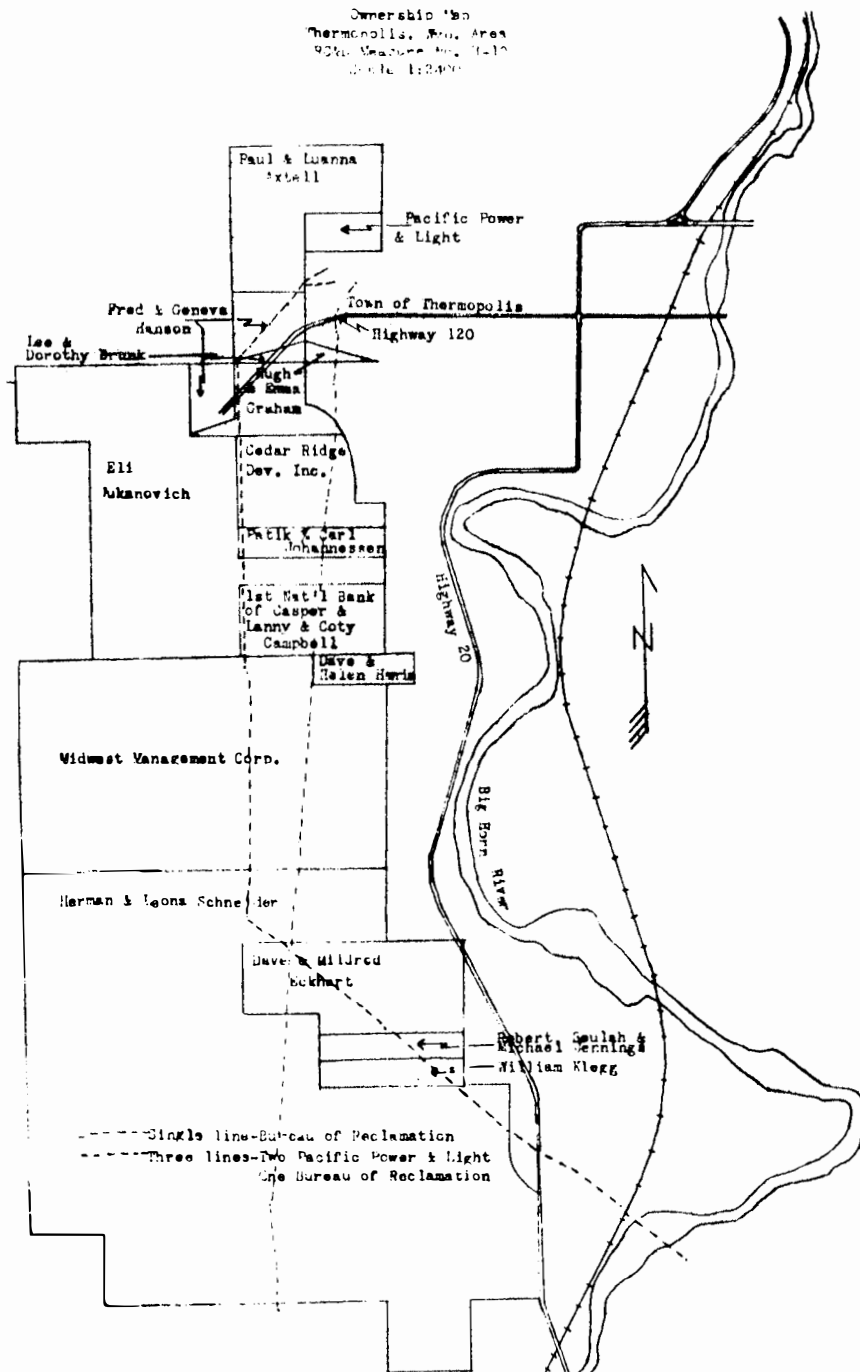 Ownership Map
Thermopolis, Wyo. Area
Measure No.
Scale 1:2400
Paul & Luanna
Axtell
Pacific Power
& Light
Fred & Geneva
Hanson
Town of Thermopolis
Highway 120
Lee &
Dorothy Brunk
Hugh
& Emma
Graham
Eli
Cedar Ridge
Dev. Inc.
Patik & Carl
Johannessen
1st Nat'l Bank
of Casper &
Lanny & Coty
Campbell
Dave &
Helen
Highway 20
N
Midwest Management Corp.
Big Horn River
Herman & Leona Schneider
Dave & Mildred
Eckhart
Robert, Beulah &
Michael Jennings
William Klegg
Single line-Bureau of Reclamation
Three lines-Two Pacific Power & Light
One Bureau of Reclamation